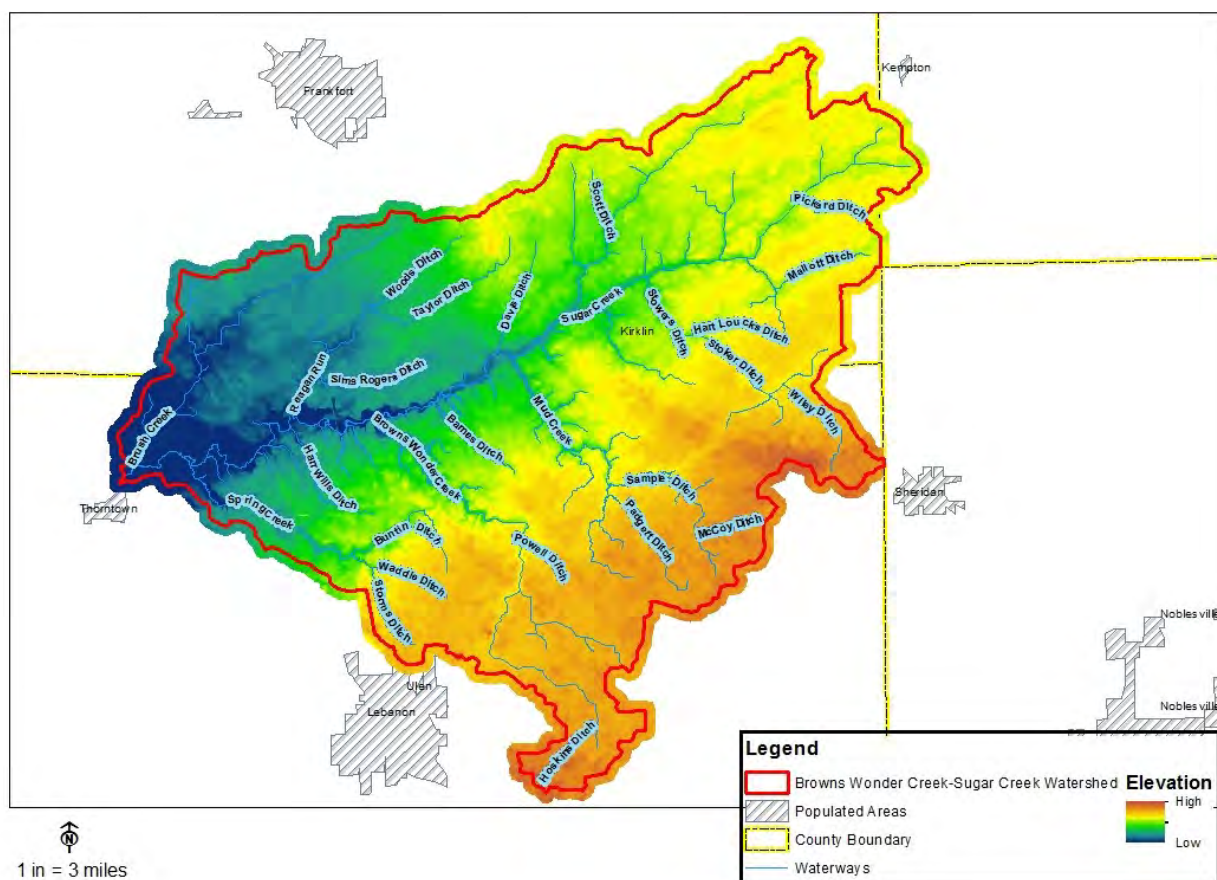 Kempton
Frankfort
Scott Ditch
Pickard Ditch
Woods Ditch
Mallott Ditch
Taylor Ditch
Davis Ditch
Sugar Creek
Slowers Ditch
Kirklin
Hart Loucks Ditch
Stoker Ditch
Reagan Run
Sims Rogers Ditch
Wiley Ditch
Brush Creek
Mud Creek
Browns Wonder Creek
Barnes Ditch
Harr Wills Ditch
Sample Ditch
Sheridan
Thorntown
Spring Creek
Padgett Ditch
McCoy Ditch
Buntin Ditch
Powell Ditch
Waddle Ditch
Storms Ditch
Noblesville
Ulen
Lebanon
Noblesville
Hoskins Ditch
Legend
Browns Wonder Creek-Sugar Creek Watershed
Populated Areas
County Boundary
Waterways
Elevation
High
Low
N
1 in = 3 miles